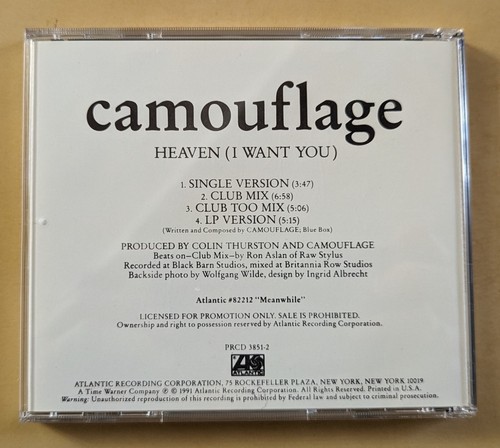 camouflage
HEAVEN (I WANT YOU)
1. SINGLE VERSION (3:47)
2. CLUB MIX (6:58)
3. CLUB TOO MIX (5:06)
4. LP VERSION (5:15)
(Written and Composed by CAMOUFLAGE; Blue Box)
PRODUCED BY COLIN THURSTON AND CAMOUFLAGE
Beats on–Club Mix–by Ron Aslan of Raw Stylus
Recorded at Black Barn Studios, mixed at Britannia Row Studios
Backside photo by Wolfgang Wilde, design by Ingrid Albrecht
Atlantic #82212 "Meanwhile"
LICENSED FOR PROMOTION ONLY. SALE IS PROHIBITED.
Ownership and right to possession reserved by Atlantic Recording Corporation.
PRCD 3851-2
ATLANTIC
ATLANTIC RECORDING CORPORATION, 75 ROCKEFELLER PLAZA, NEW YORK, NEW YORK 10019
A Time Warner Company ℗ © 1991 Atlantic Recording Corporation. All Rights Reserved. Printed in U.S.A.
Warning: Unauthorized reproduction of this recording is prohibited by Federal law and subject to criminal prosecution.